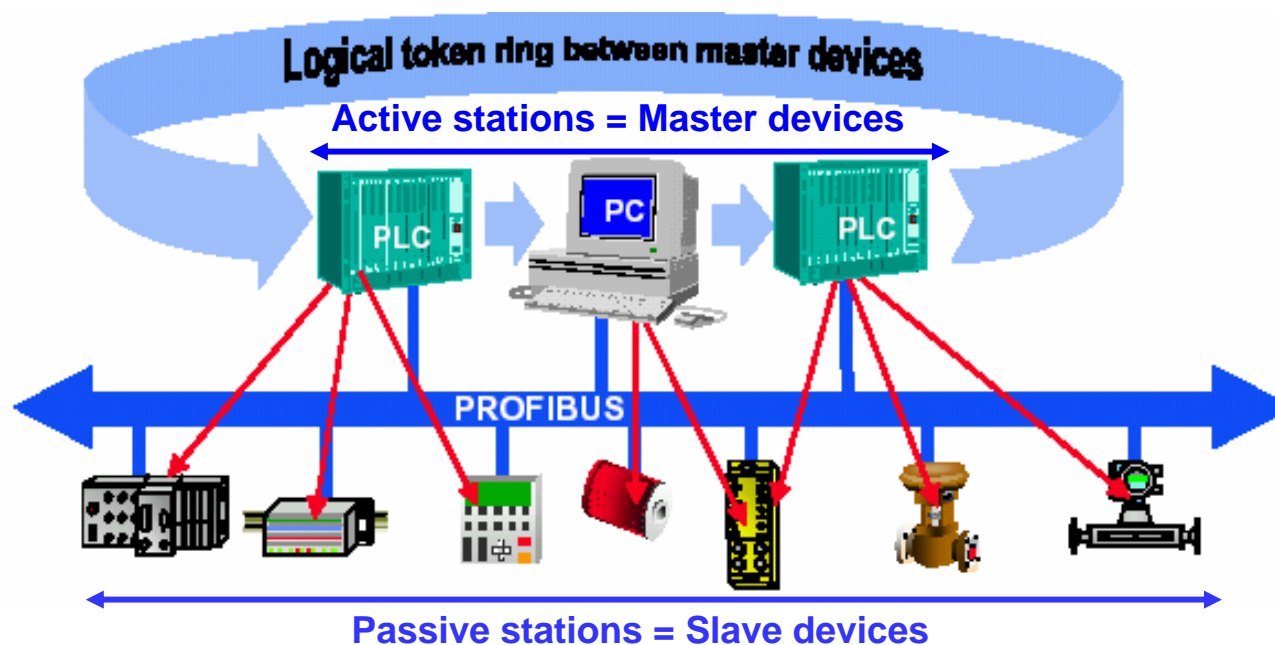 Logical token ring between master devices
Active stations = Master devices
PLC
PC
PLC
PROFIBUS
Passive stations = Slave devices